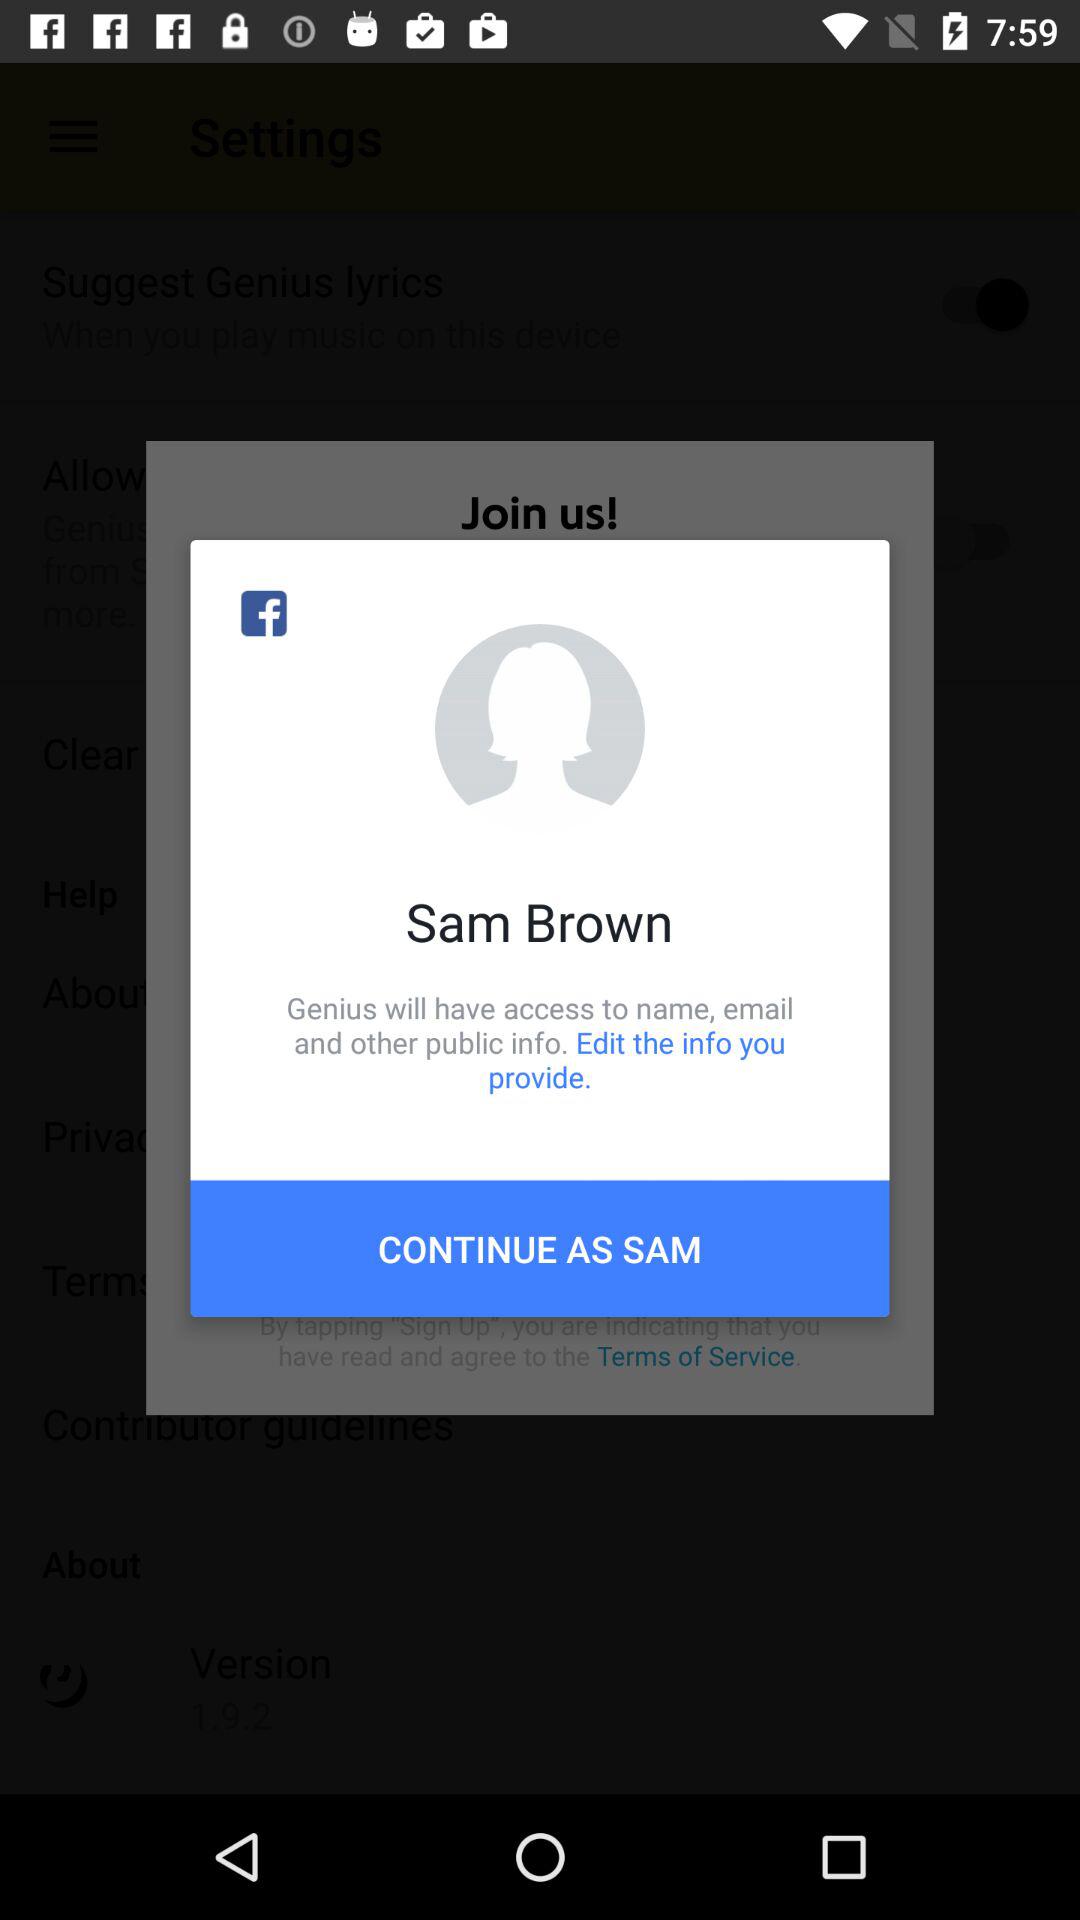 7:59
Settings
Suggest Genius lyrics
When you play music on this device
Allow
Genius
from S
more.
Join us!
Clear
Help
About
Sam Brown
Genius will have access to name, email
and other public info. Edit the info you
provide.
Privac
CONTINUE AS SAM
Terms
By tapping "Sign Up", you are indicating that you
have read and agree to the Terms of Service.
Contributor guidelines
About
Version
1.9.2